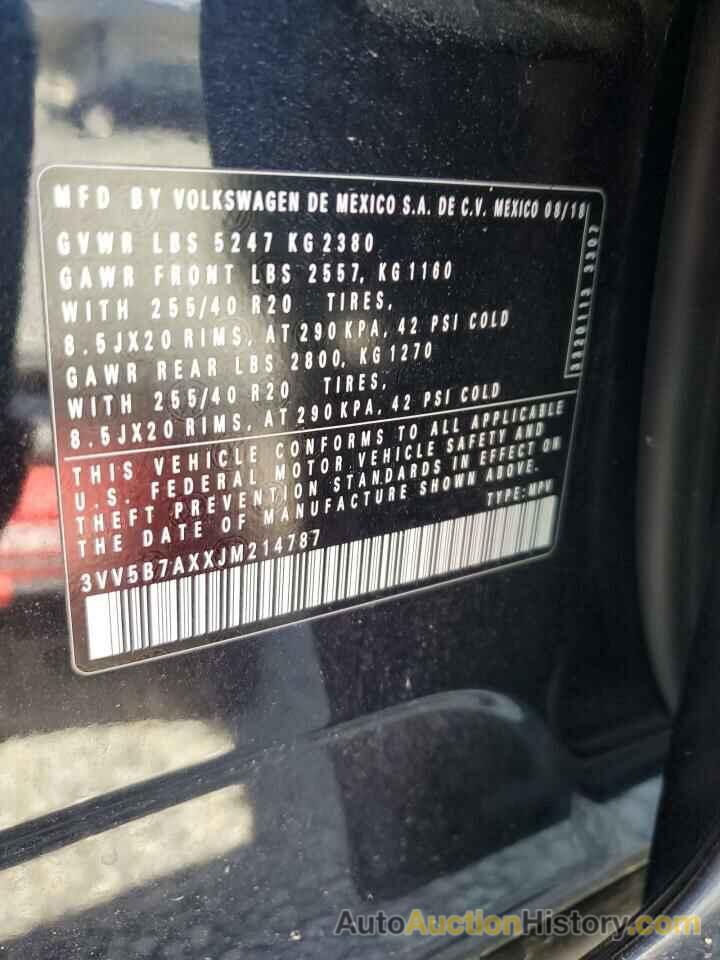 MFD BY VOLKSWAGEN DE MEXICO S.A. DE C.V. MEXICO 08/18
GVWR LBS 5247 KG 2380
GAWR FRONT LBS 2557, KG 1160
WITH 255/40 R20 TIRES,
8.5JX20 RIMS, AT 290 KPA, 42 PSI COLD
GAWR REAR LBS 2800, KG 1270
WITH 255/40 R20 TIRES,
8.5JX20 RIMS, AT 290 KPA, 42 PSI COLD
THIS VEHICLE CONFORMS TO ALL APPLICABLE
U.S. FEDERAL MOTOR VEHICLE SAFETY AND
THEFT PREVENTION STANDARDS IN EFFECT ON
THE DATE OF MANUFACTURE SHOWN ABOVE.
TYPE: MPV
3VV5B7AXXJM214787
3320113 3302
AutoAuctionHistory.com